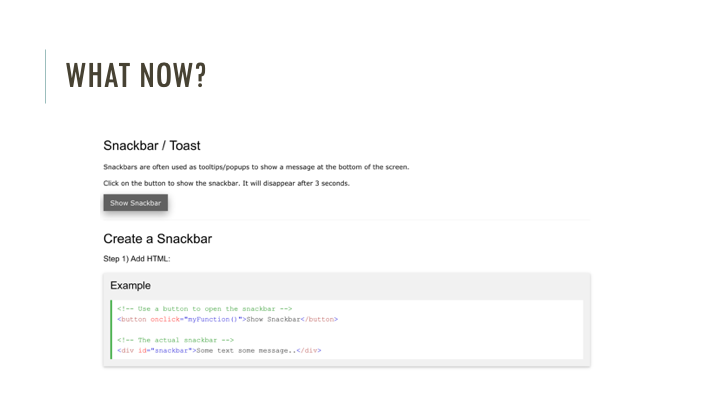 WHAT NOW?
Snackbar / Toast
Snackbars are often used as tooltips/popups to show a message at the bottom of the screen.
Click on the button to show the snackbar. It will disappear after 3 seconds.
Show Snackbar
Create a Snackbar
Step 1) Add HTML:
Example
<!-- Use a button to open the snackbar -->
<button onclick="myFunction()">Show Snackbar</button>
<!-- The actual snackbar -->
<div id="snackbar">Some text some message..</div>